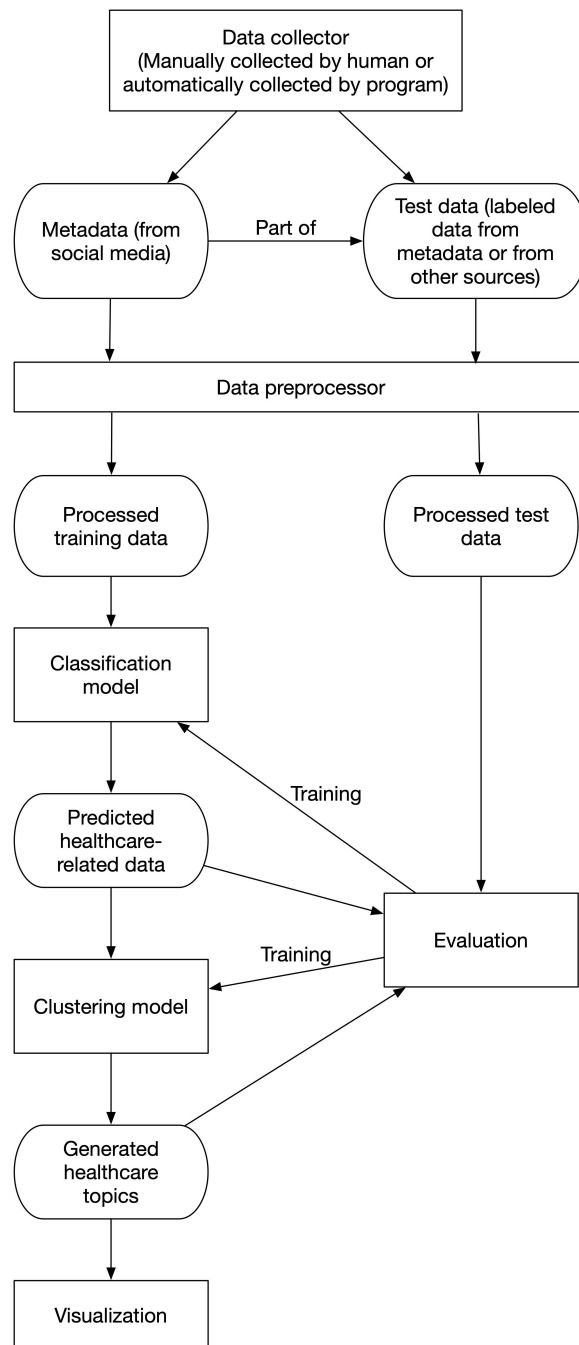 Data collector
(Manually collected by human or
automatically collected by program)
Metadata (from
social media)
Part of
Test data (labeled
data from
metadata or from
other sources)
Data preprocessor
Processed
training data
Processed test
data
Classification
model
Training
Predicted
healthcare-
related data
Evaluation
Training
Clustering model
Generated
healthcare
topics
Visualization